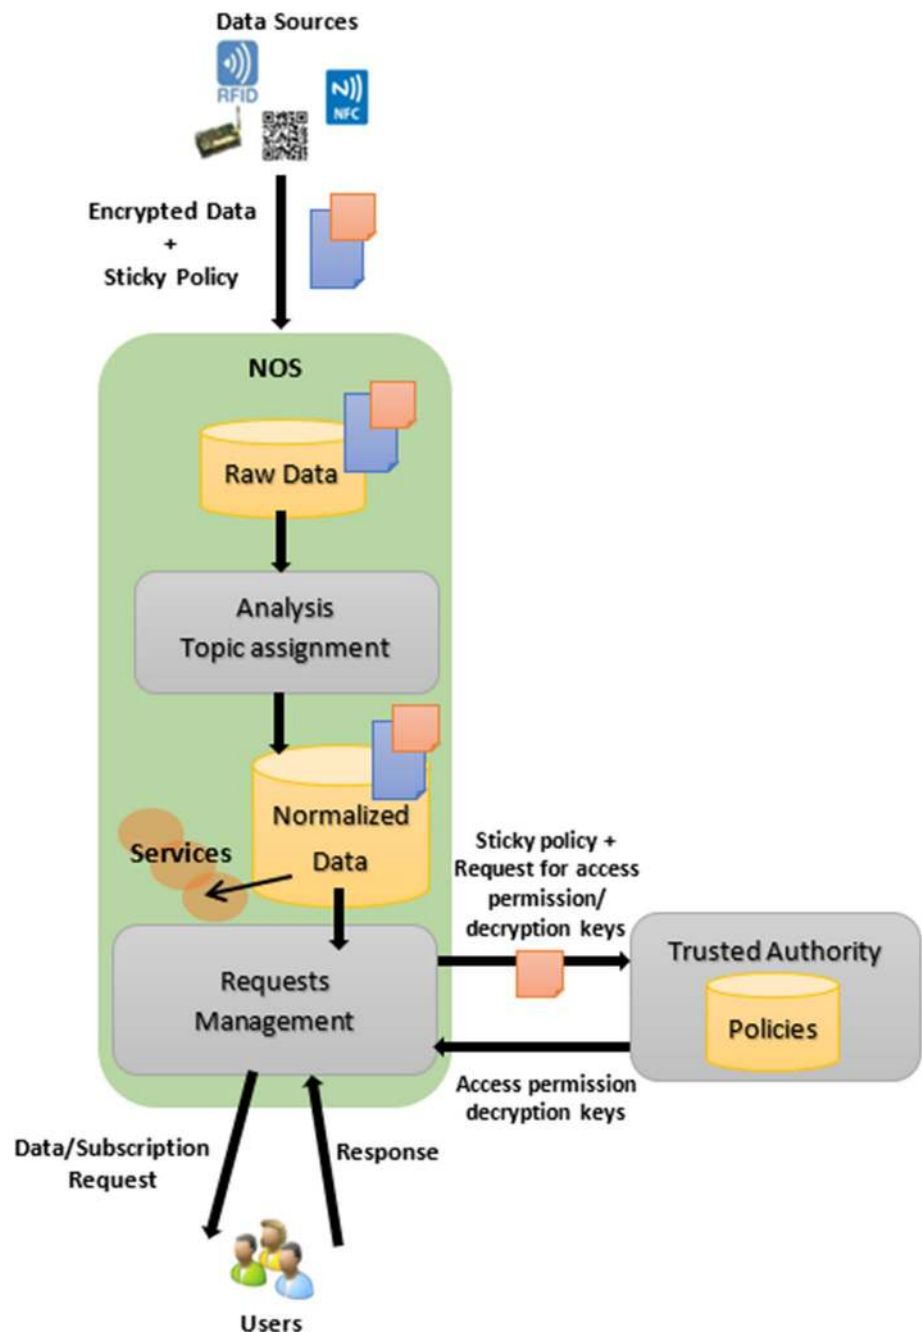 Data Sources
RFID
NFC
Encrypted Data
+
Sticky Policy
NOS
Raw Data
Analysis
Topic assignment
Normalized
Data
Services
Sticky policy +
Request for access
permission/
decryption keys
Requests
Management
Trusted Authority
Policies
Access permission
decryption keys
Data/Subscription
Request
Response
Users